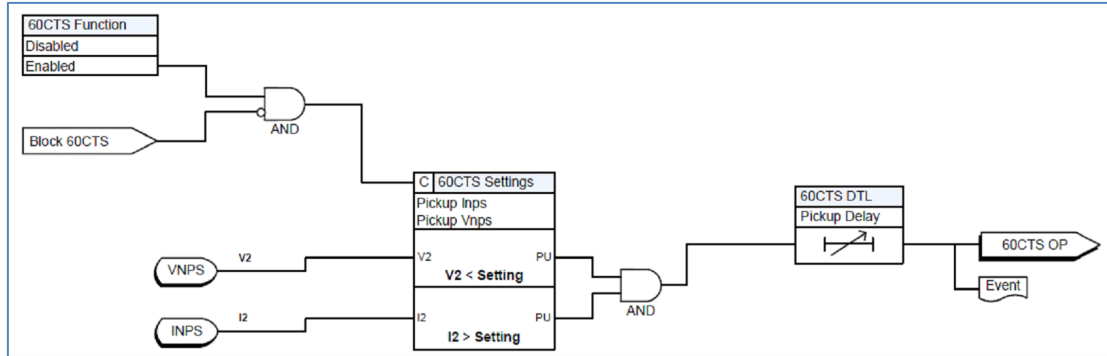 60CTS Function
Disabled
Enabled
Block 60CTS
AND
C 60CTS Settings
Pickup Inps
Pickup Vnps
VNPS
V2
V2
PU
V2 < Setting
INPS
I2
I2
PU
I2 > Setting
AND
60CTS DTL
Pickup Delay
60CTS OP
Event